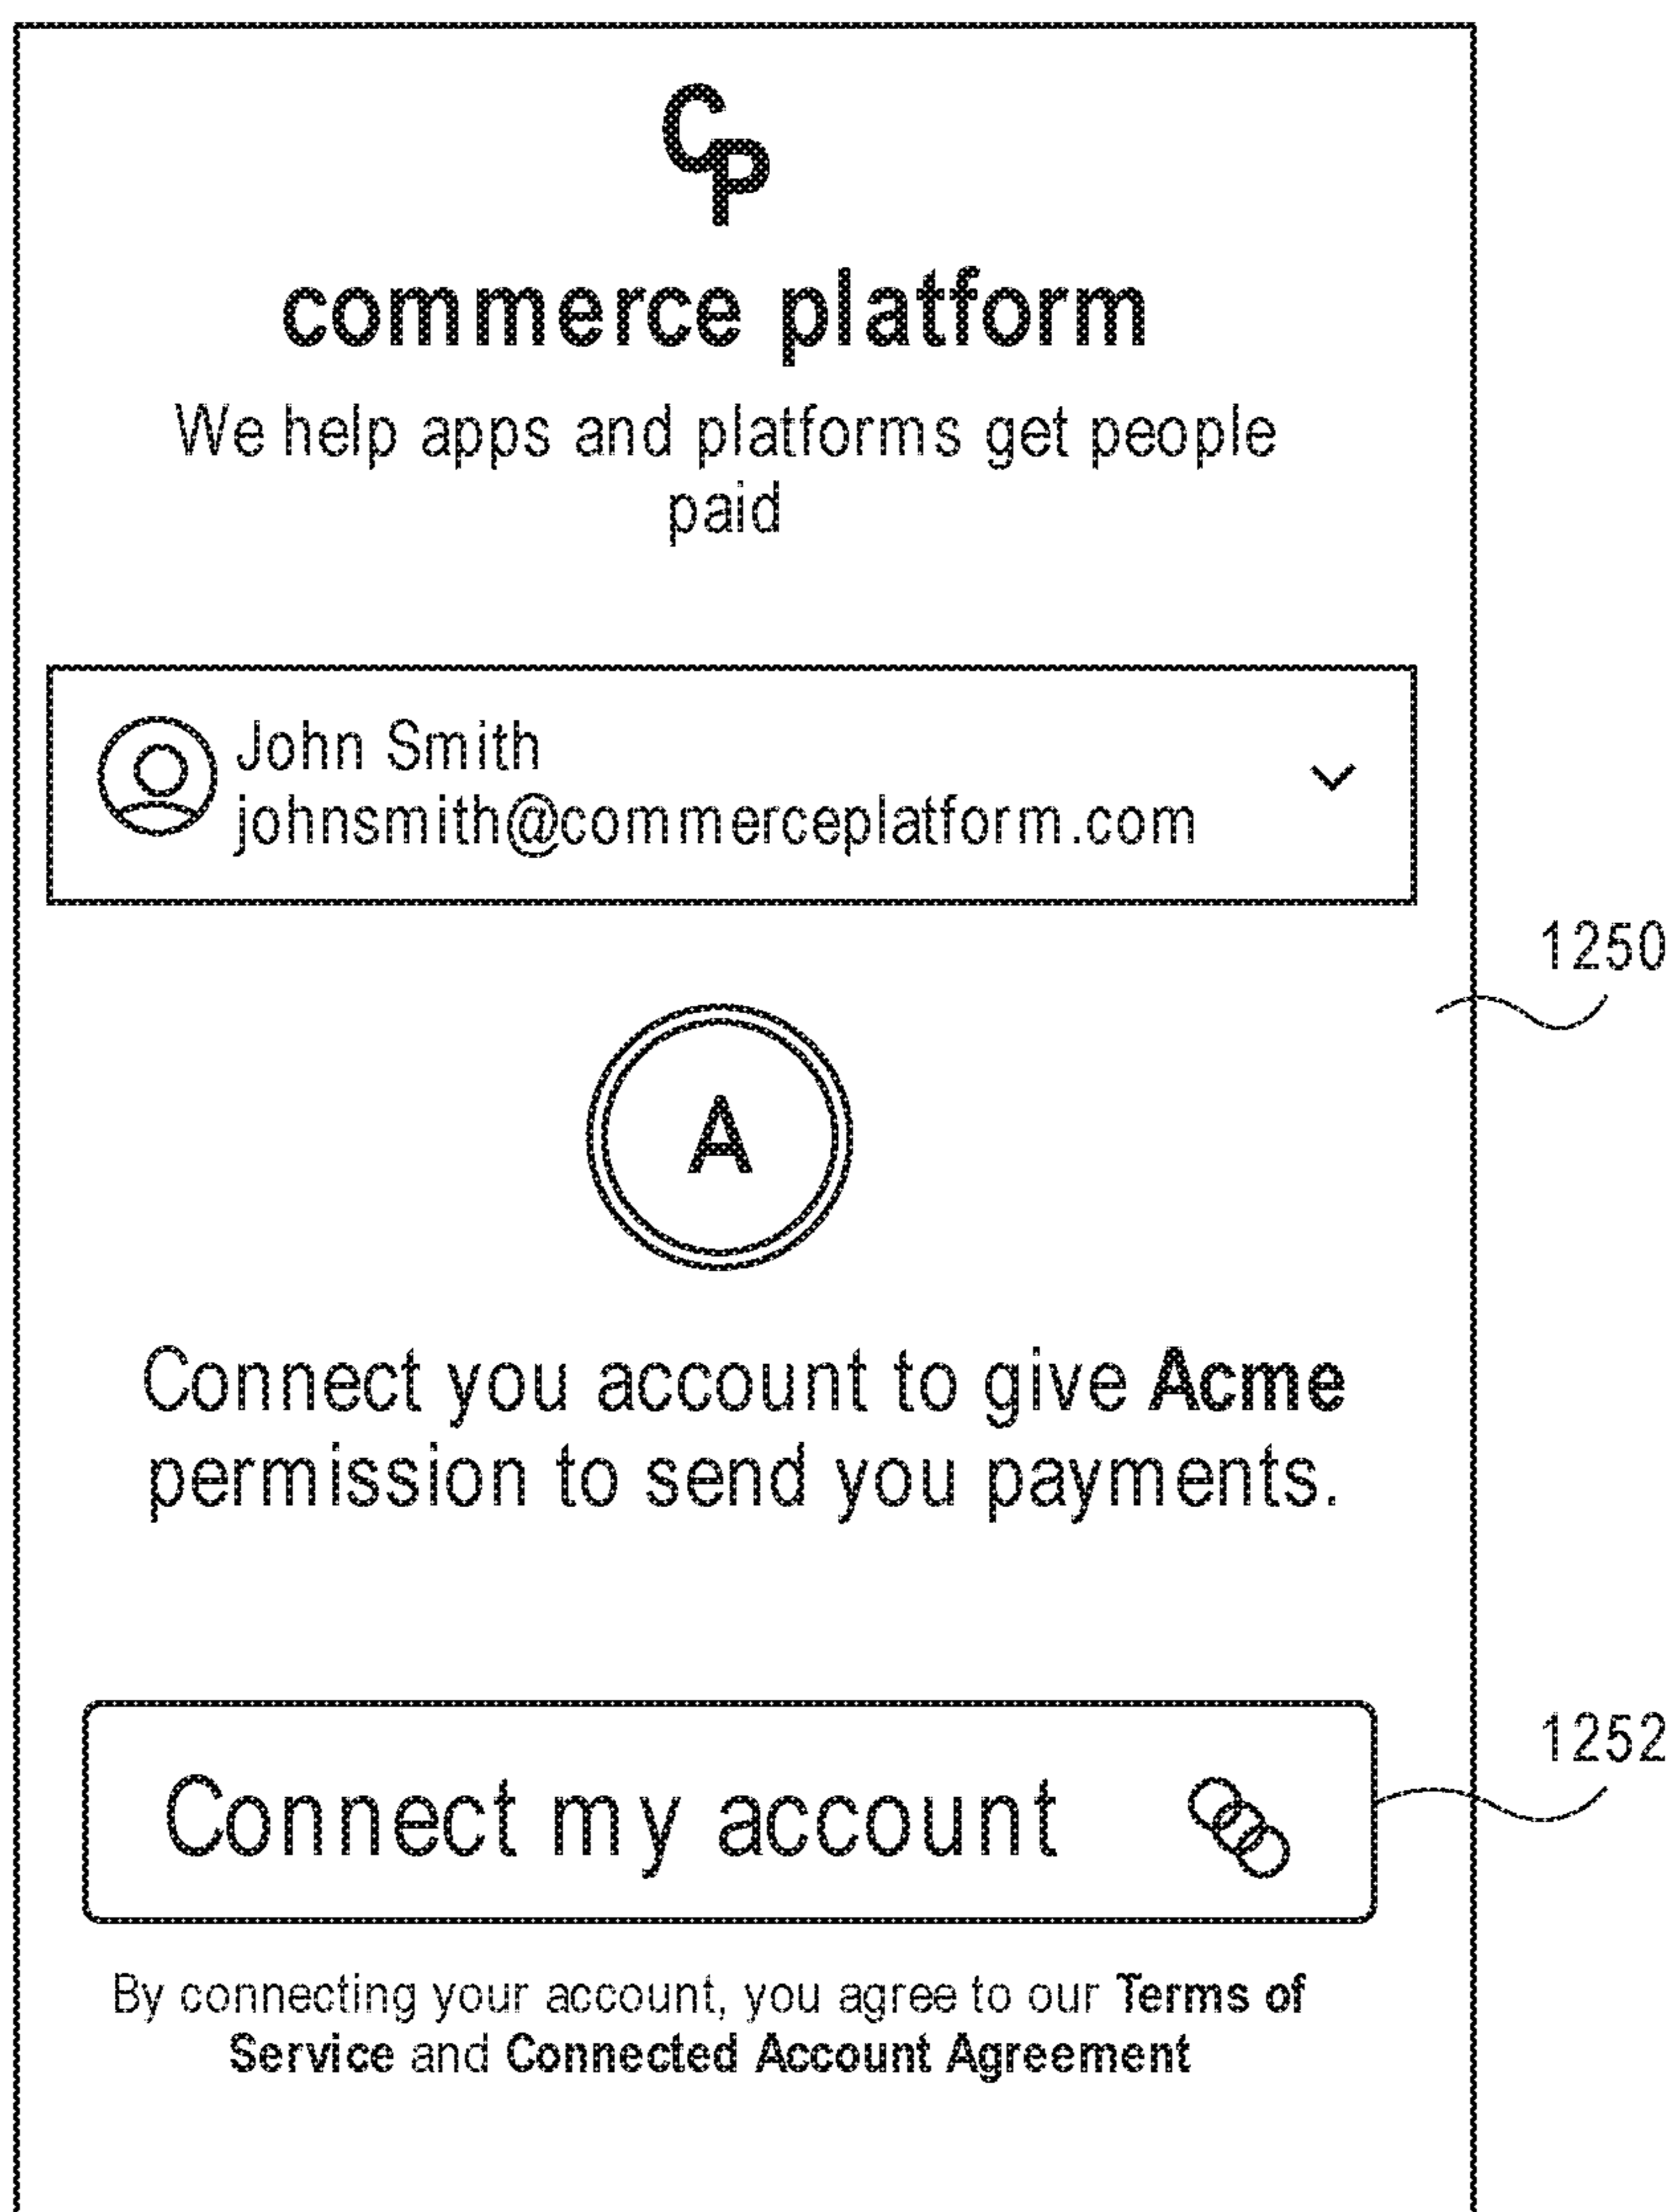 CP
commerce platform
We help apps and platforms get people
paid
John Smith
johnsmith@commerceplatform.com
1250
A
Connect you account to give Acme
permission to send you payments.
1252
Connect my account
By connecting your account, you agree to our Terms of
Service and Connected Account Agreement